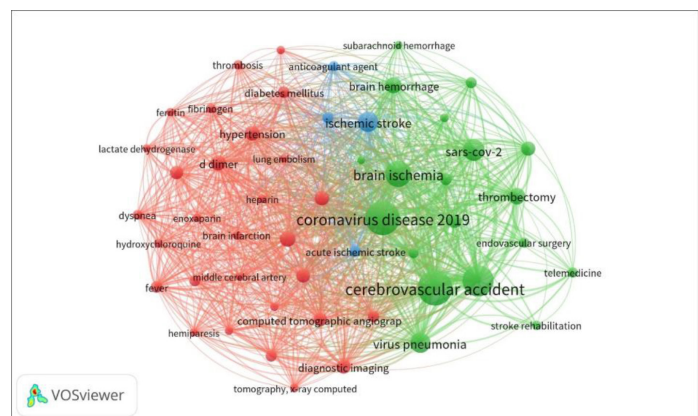 subarachnoid hemorrhage
thrombosis
anticoagulant agent
brain hemorrhage
diabetes mellitus
fibrinogen
ferritin
ischemic stroke
hypertension
lactate dehydrogenase
lung embolism
sars-cov-2
d dimer
brain ischemia
heparin
thrombectomy
dyspnea
enoxaparin
coronavirus disease 2019
brain infarction
hydroxychloroquine
endovascular surgery
acute ischemic stroke
middle cerebral artery
telemedicine
fever
cerebrovascular accident
computed tomographic angiograp
stroke rehabilitation
hemiparesis
virus pneumonia
diagnostic imaging
tomography, x-ray computed
VOSviewer